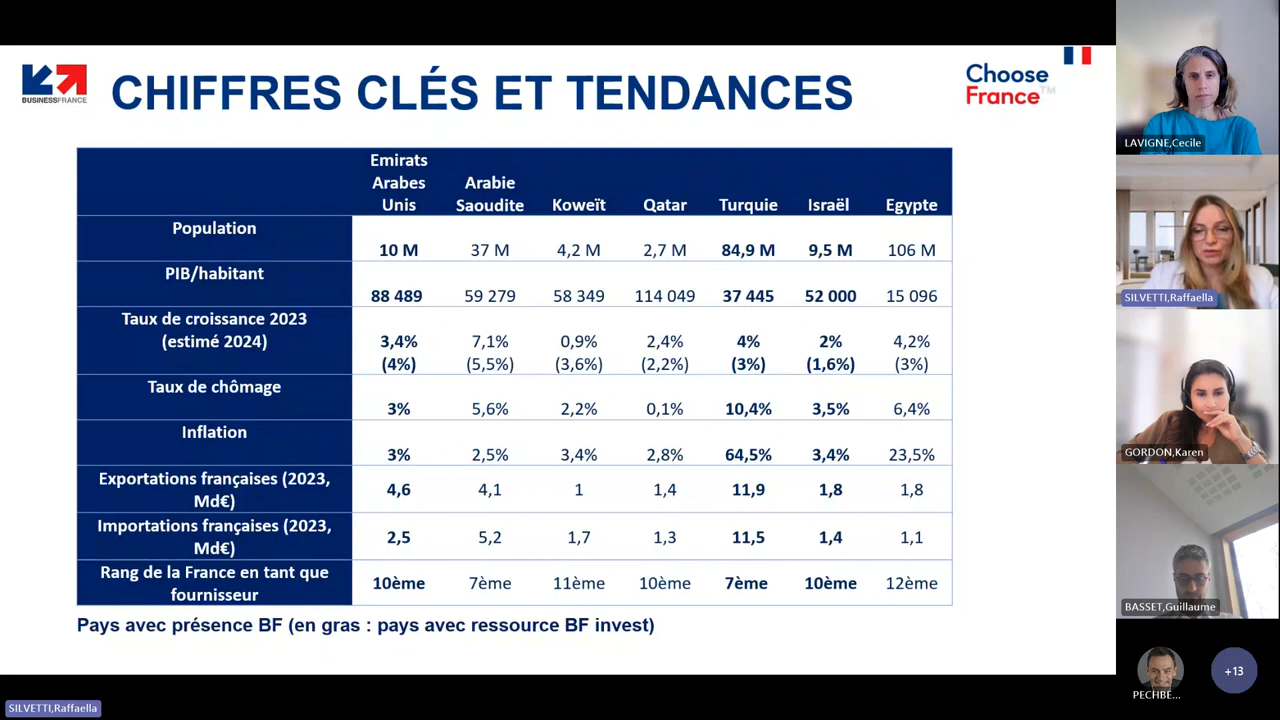 BUSINESSFRANCE
CHIFFRES CLÉS ET TENDANCES
Choose
France™
Emirats
Arabes
Unis
Arabie
Saoudite
Koweït
Qatar
Turquie
Israël
Egypte
Population
10 M 37 M 4,2 M 2,7 M 84,9 M 9,5 M 106 M
PIB/habitant
88 489 59 279 58 349 114 049 37 445 52 000 15 096
Taux de croissance 2023
(estimé 2024)
3,4% 7,1% 0,9% 2,4% 4% 2% 4,2%
(4%) (5,5%) (3,6%) (2,2%) (3%) (1,6%) (3%)
Taux de chômage
3% 5,6% 2,2% 0,1% 10,4% 3,5% 6,4%
Inflation
3% 2,5% 3,4% 2,8% 64,5% 3,4% 23,5%
Exportations françaises (2023,
Md€)
4,6 4,1 1 1,4 11,9 1,8 1,8
Importations françaises (2023,
Md€)
2,5 5,2 1,7 1,3 11,5 1,4 1,1
Rang de la France en tant que
fournisseur
10ème 7ème 11ème 10ème 7ème 10ème 12ème
Pays avec présence BF (en gras : pays avec ressource BF invest)
LAVIGNE,Cecile
SILVETTI,Raffaella
GORDON,Karen
BASSET,Guillaume
PECHBE...
+13
SILVETTI,Raffaella